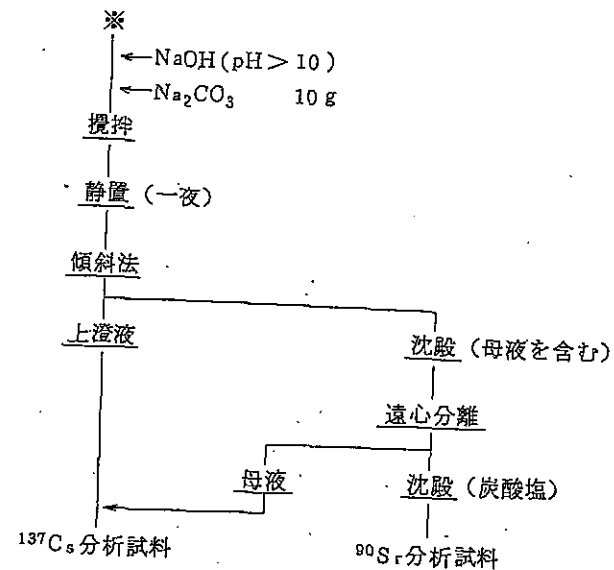 ※
NaOH(pH>10)
Na₂CO₃ 10g
攪拌
静置(一夜)
傾斜法
上澄液
沈殿(母液を含む)
遠心分離
母液
沈殿(炭酸塩)
¹³⁷Cs分析試料
⁹⁰Sr分析試料